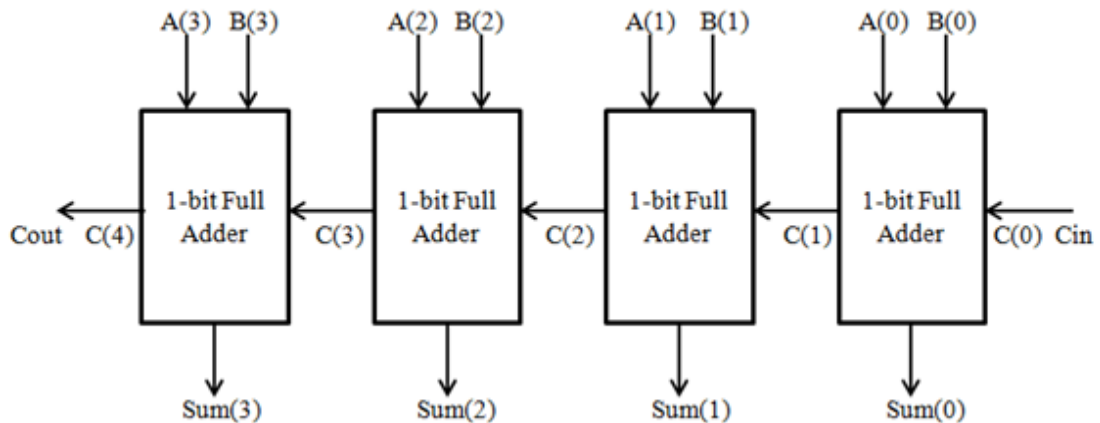 A(3) B(3) A(2) B(2) A(1) B(1) A(0) B(0)
1-bit Full Adder
1-bit Full Adder
1-bit Full Adder
1-bit Full Adder
Cout C(4) C(3) C(2) C(1) C(0) Cin
Sum(3) Sum(2) Sum(1) Sum(0)